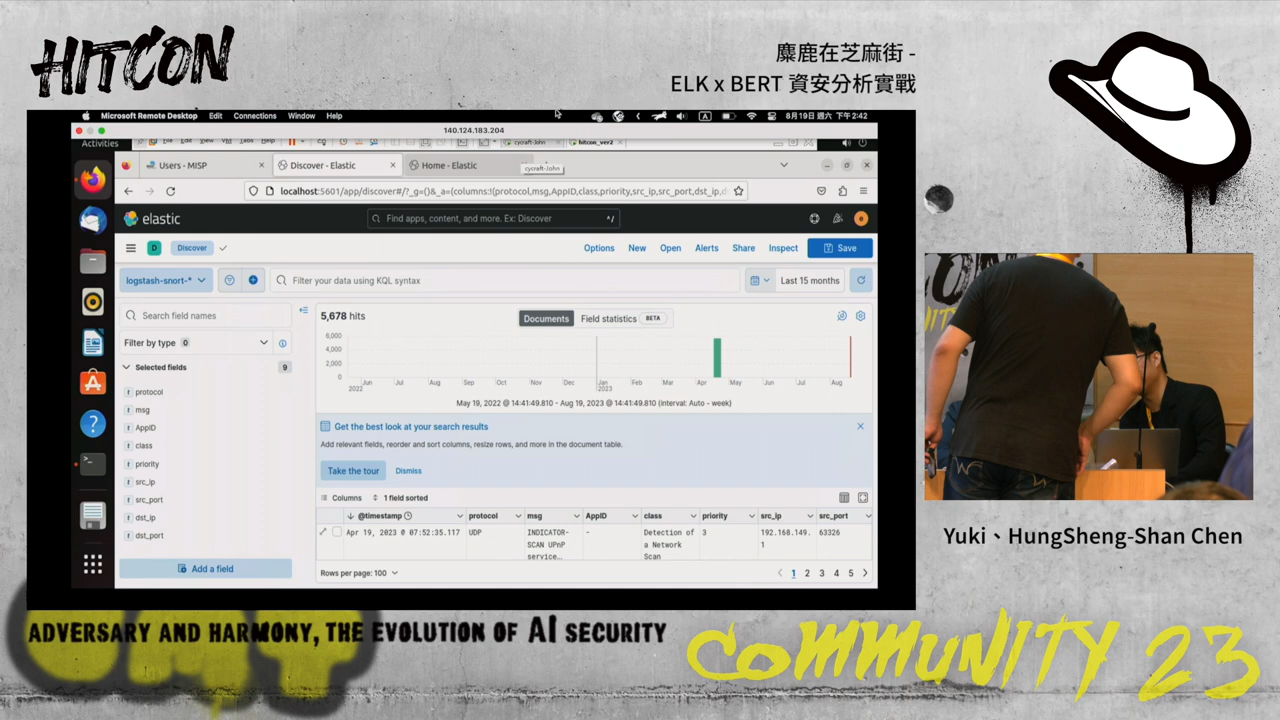 HITCON
麋鹿在芝麻街 -
ELK x BERT 資安分析實戰
Microsoft Remote Desktop Edit Connections Window Help
A
8月19日 週六 下午2:42
140.124.183.204
Activities
cycraft-John
hitcon_ver2
Users - MISP
Discover - Elastic
Home - Elastic
cycraft-John
localhost:5601/app/discover#/?_g=()&_a=(columns:!(protocol,msg,AppID,class,priority,src_ip,src_port,dst_ip,d
elastic
Find apps, content, and more. Ex: Discover
^/
D
Discover
Options New Open Alerts Share Inspect Save
logstash-snort-*
Filter your data using KQL syntax
Last 15 months
Search field names
Filter by type 0
Selected fields 9
t protocol
t msg
t AppID
t class
t priority
t src_ip
t src_port
t dst_ip
t dst_port
Add a field
5,678 hits
Documents
Field statistics BETA
6,000
4,000
2,000
0
Jun Jul Aug Sep Oct Nov Dec Jan Feb Mar Apr May Jun Jul Aug
2022 2023
May 19, 2022 @ 14:41:49.810 - Aug 19, 2023 @ 14:41:49.810 (interval: Auto - week)
Get the best look at your search results
Add relevant fields, reorder and sort columns, resize rows, and more in the document table.
Take the tour
Dismiss
Columns 1 field sorted
@timestamp protocol msg AppID class priority src_ip src_port
Apr 19, 2023 @ 07:52:35.117 UDP INDICATOR- - Detection of 3 192.168.149. 63326
SCAN UPnP a Network 1
service... Scan
Rows per page: 100
1 2 3 4 5
Yuki、HungSheng-Shan Chen
ADVERSARY AND HARMONY, THE EVOLUTION OF AI SECURITY
COMMUNITY 23